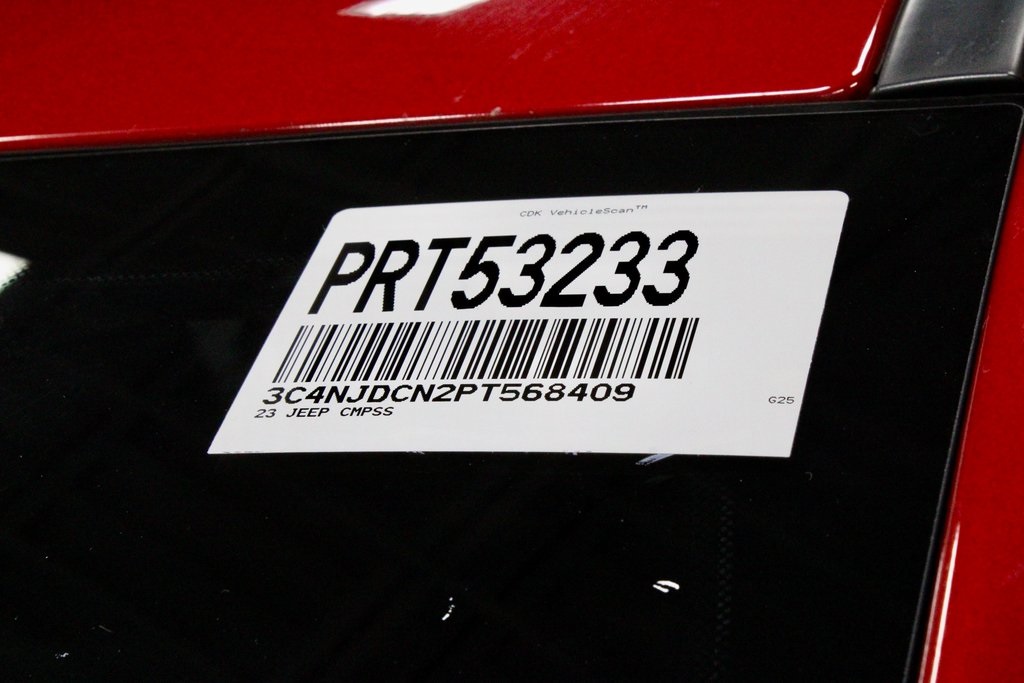 CDK VehicleScan™
PRT53233
3C4NJDCN2PT568409
23 JEEP CMPSS
G25